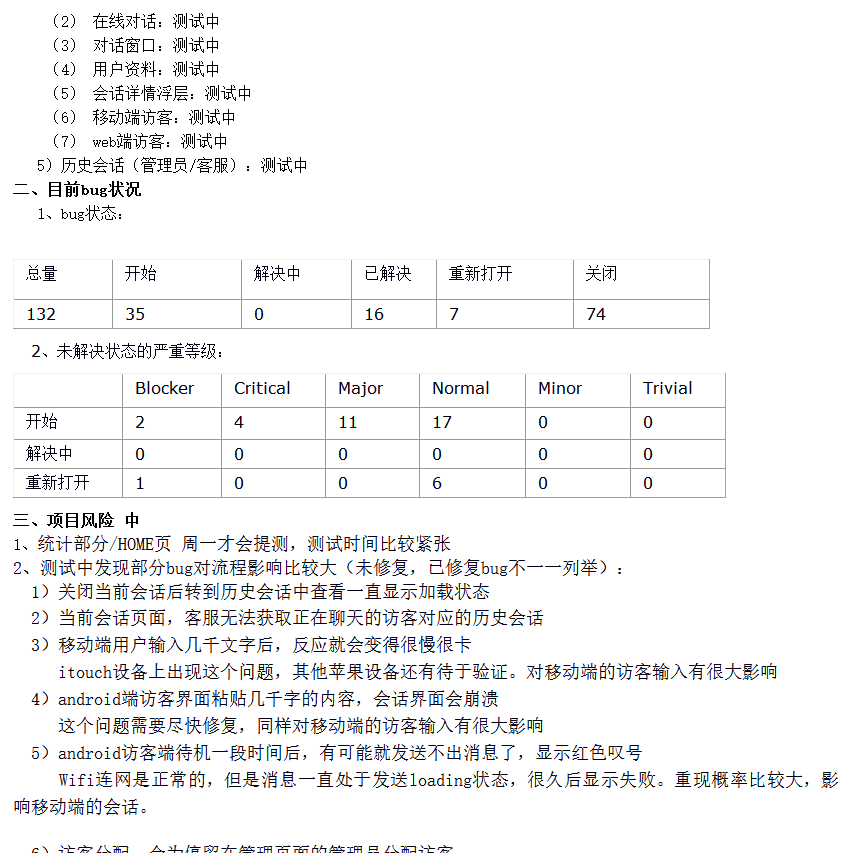 （2） 在线对话：测试中
（3） 对话窗口：测试中
（4） 用户资料：测试中
（5） 会话详情浮层：测试中
（6） 移动端访客：测试中
（7） web端访客：测试中
5）历史会话（管理员/客服）：测试中
二、目前bug状况
1、bug状态：
总量 开始 解决中 已解决 重新打开 关闭
132 35 0 16 7 74
2、未解决状态的严重等级：
Blocker Critical Major Normal Minor Trivial
开始 2 4 11 17 0 0
解决中 0 0 0 0 0 0
重新打开 1 0 0 6 0 0
三、项目风险 中
1、统计部分/HOME页 周一才会提测，测试时间比较紧张
2、测试中发现部分bug对流程影响比较大（未修复，已修复bug不一一列举）：
1）关闭当前会话后转到历史会话中查看一直显示加载状态
2）当前会话页面，客服无法获取正在聊天的访客对应的历史会话
3）移动端用户输入几千文字后，反应就会变得很慢很卡
itouch设备上出现这个问题，其他苹果设备还有待于验证。对移动端的访客输入有很大影响
4）android端访客界面粘贴几千字的内容，会话界面会崩溃
这个问题需要尽快修复，同样对移动端的访客输入有很大影响
5）android访客端待机一段时间后，有可能就发送不出消息了，显示红色叹号
Wifi连网是正常的，但是消息一直处于发送loading状态，很久后显示失败。重现概率比较大，影
响移动端的会话。
6）访客分配，会为停留在管理页面的管理员分配访客